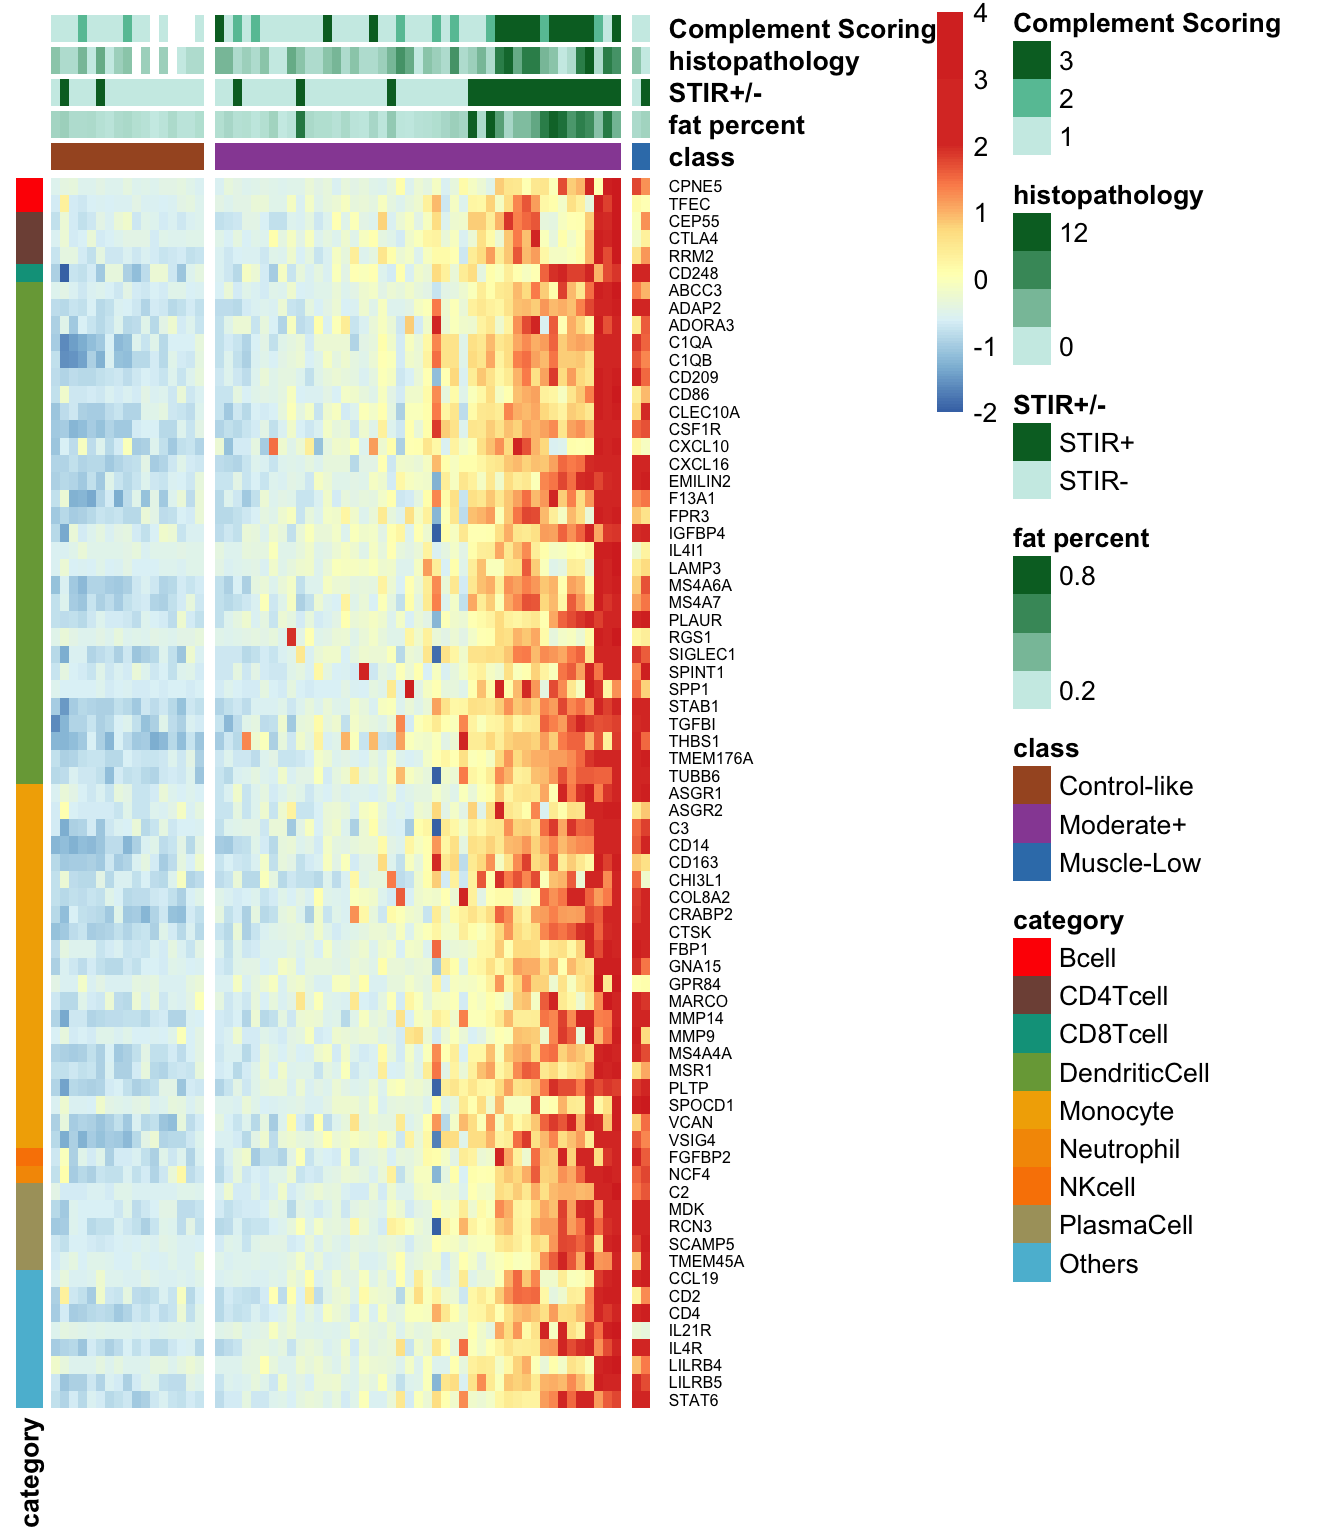 Complement Scoring
histopathology
STIR+/-
fat percent
class
CPNE5
TFEC
CEP55
CTLA4
RRM2
CD248
ABCC3
ADAP2
ADORA3
C1QA
C1QB
CD209
CD86
CLEC10A
CSF1R
CXCL10
CXCL16
EMILIN2
F13A1
FPR3
IGFBP4
IL4I1
LAMP3
MS4A6A
MS4A7
PLAUR
RGS1
SIGLEC1
SPINT1
SPP1
STAB1
TGFBI
THBS1
TMEM176A
TUBB6
ASGR1
ASGR2
C3
CD14
CD163
CHI3L1
COL8A2
CRABP2
CTSK
FBP1
GNA15
GPR84
MARCO
MMP14
MMP9
MS4A4A
MSR1
PLTP
SPOCD1
VCAN
VSIG4
FGFBP2
NCF4
C2
MDK
RCN3
SCAMP5
TMEM45A
CCL19
CD2
CD4
IL21R
IL4R
LILRB4
LILRB5
STAT6
category
4
3
2
1
0
-1
-2
Complement Scoring
3
2
1
histopathology
12
0
STIR+/-
STIR+
STIR-
fat percent
0.8
0.2
class
Control-like
Moderate+
Muscle-Low
category
Bcell
CD4Tcell
CD8Tcell
DendriticCell
Monocyte
Neutrophil
NKcell
PlasmaCell
Others